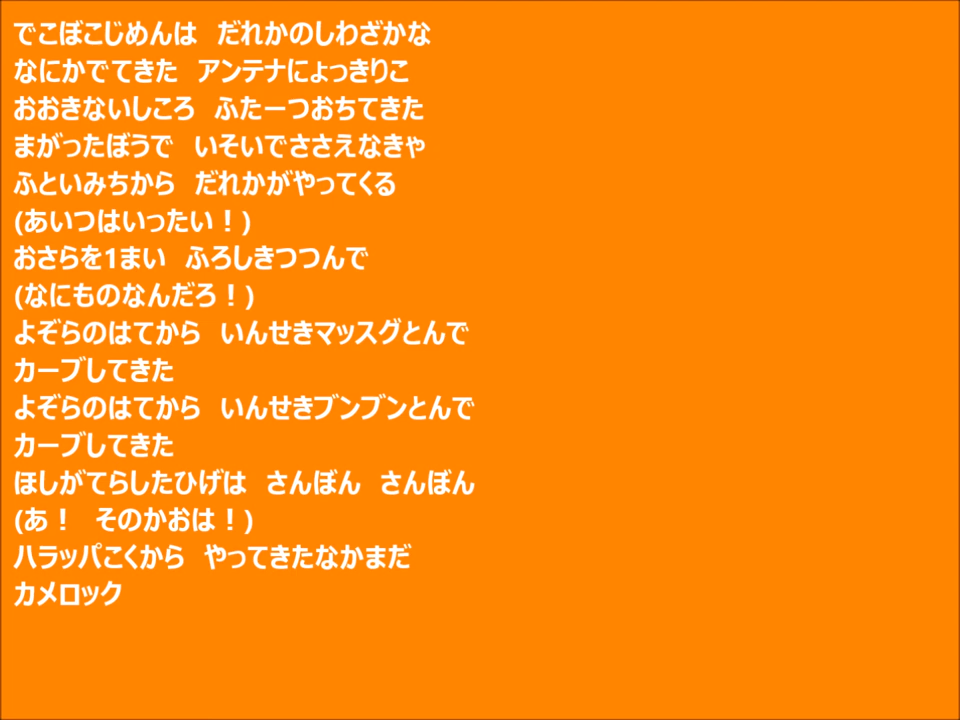 でこぼこじめんは　だれかのしわざかな
なにかでてきた　アンテナにょっきりこ
おおきないしころ　ふたーつおちてきた
まがったぼうで　いそいでささえなきゃ
ふといみちから　だれかがやってくる
(あいつはいったい！)
おさらを1まい　ふろしきつつんで
(なにものなんだろ！)
よぞらのはてから　いんせきマッスグとんで
カーブしてきた
よぞらのはてから　いんせきブンブンとんで
カーブしてきた
ほしがてらしたひげは　さんぼん　さんぼん
(あ！　そのかおは！)
ハラッパこくから　やってきたなかまだ
カメロック